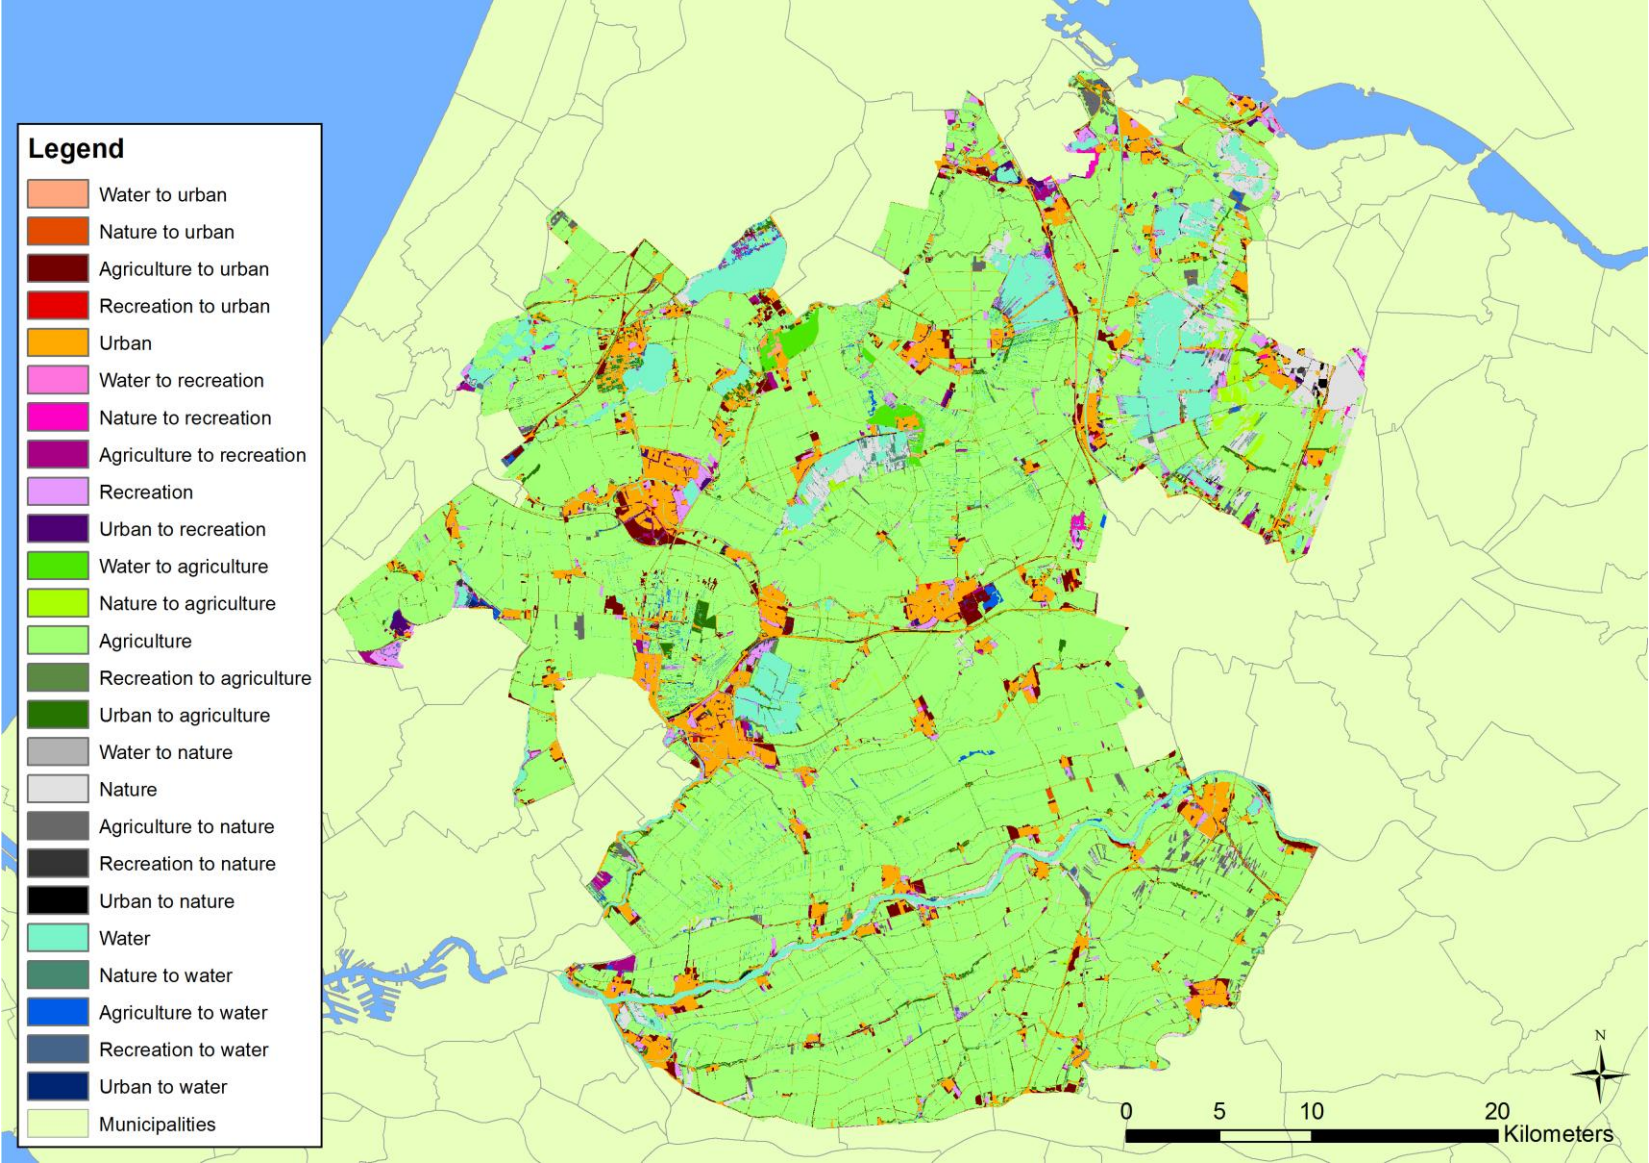 Legend
Water to urban
Nature to urban
Agriculture to urban
Recreation to urban
Urban
Water to recreation
Nature to recreation
Agriculture to recreation
Recreation
Urban to recreation
Water to agriculture
Nature to agriculture
Agriculture
Recreation to agriculture
Urban to agriculture
Water to nature
Nature
Agriculture to nature
Recreation to nature
Urban to nature
Water
Nature to water
Agriculture to water
Recreation to water
Urban to water
Municipalities
N
0 5 10 20
Kilometers